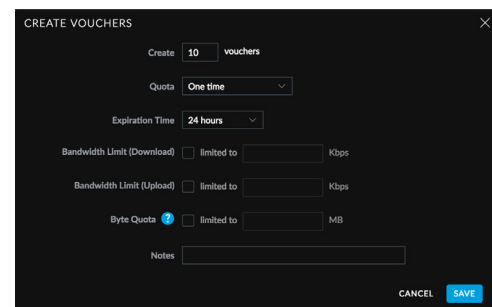 CREATE VOUCHERS
Create 10 vouchers
Quota One time
Expiration Time 24 hours
Bandwidth Limit (Download) limited to Kbps
Bandwidth Limit (Upload) limited to Kbps
Byte Quota ? limited to MB
Notes
CANCEL SAVE